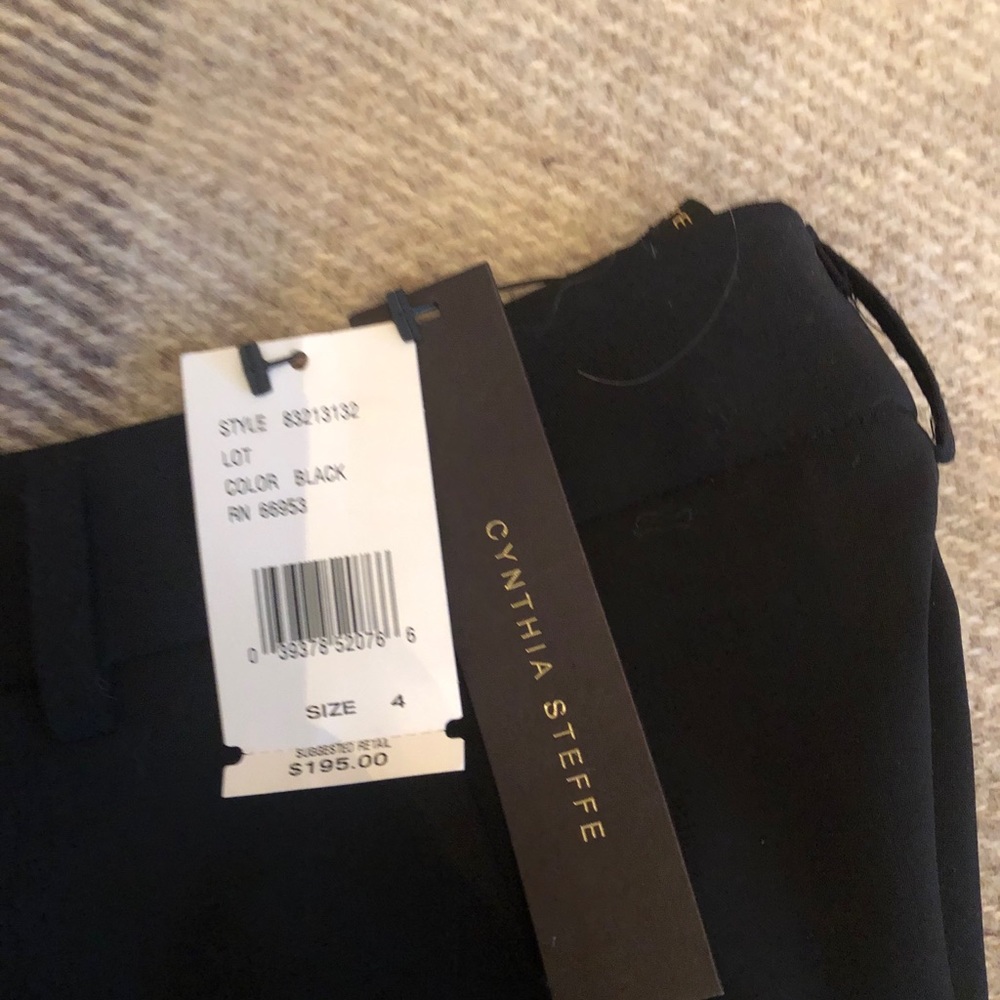 STYLE 83213132
LOT
COLOR BLACK
RN 66953
0 39378 52076 6
SIZE 4
SUGGESTED RETAIL
$195.00
CYNTHIA STEFFE